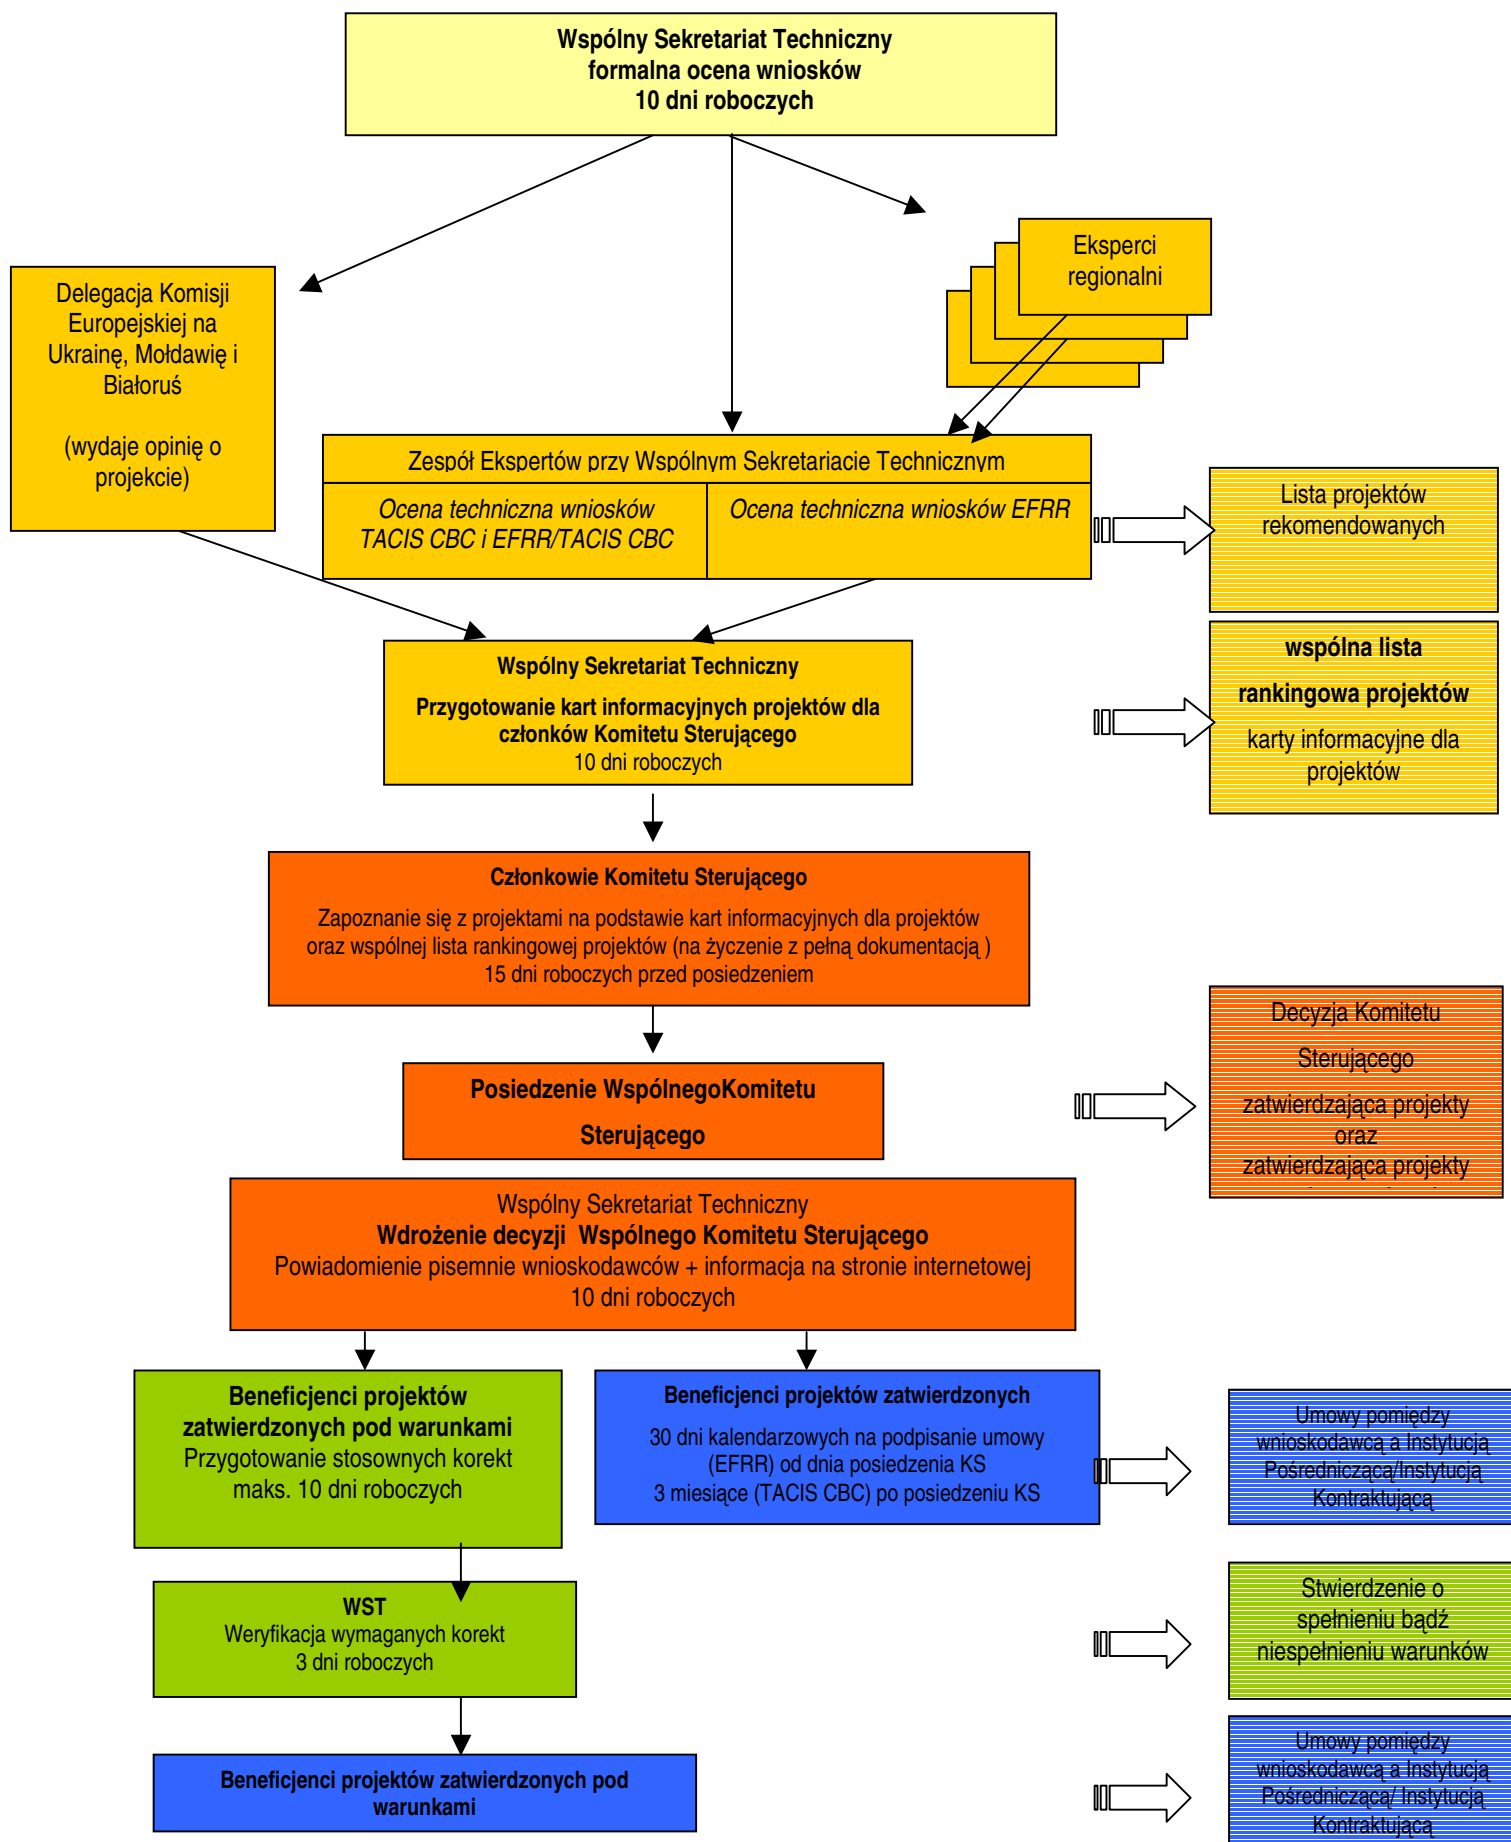 Wspólny Sekretariat Techniczny
formalna ocena wniosków
10 dni roboczych
Eksperci
regionalni
Delegacja Komisji
Europejskiej na
Ukrainę, Mołdawię i
Białoruś
(wydaje opinię o
projekcie)
Zespół Ekspertów przy Wspólnym Sekretariacie Technicznym
Ocena techniczna wniosków
TACIS CBC i EFRR/TACIS CBC
Ocena techniczna wniosków EFRR
Lista projektów
rekomendowanych
Wspólny Sekretariat Techniczny
Przygotowanie kart informacyjnych projektów dla
członków Komitetu Sterującego
10 dni roboczych
wspólna lista
rankingowa projektów
karty informacyjne dla
projektów
Członkowie Komitetu Sterującego
Zapoznanie się z projektami na podstawie kart informacyjnych dla projektów
oraz wspólnej lista rankingowej projektów (na życzenie z pełną dokumentacją )
15 dni roboczych przed posiedzeniem
Posiedzenie WspólnegoKomitetu
Sterującego
Decyzja Komitetu
Sterującego
zatwierdzająca projekty
oraz
zatwierdzająca projekty
Wspólny Sekretariat Techniczny
Wdrożenie decyzji  Wspólnego Komitetu Sterującego
Powiadomienie pisemnie wnioskodawców + informacja na stronie internetowej
10 dni roboczych
Beneficjenci projektów
zatwierdzonych pod warunkami
Przygotowanie stosownych korekt
maks. 10 dni roboczych
Beneficjenci projektów zatwierdzonych
30 dni kalendarzowych na podpisanie umowy
(EFRR) od dnia posiedzenia KS
3 miesiące (TACIS CBC) po posiedzeniu KS
Umowy pomiędzy
wnioskodawcą a Instytucją
Pośredniczącą/Instytucją
Kontraktującą
WST
Weryfikacja wymaganych korekt
3 dni roboczych
Stwierdzenie o
spełnieniu bądź
niespełnieniu warunków
Beneficjenci projektów zatwierdzonych pod
warunkami
Umowy pomiędzy
wnioskodawcą a Instytucją
Pośredniczącą/ Instytucją
Kontraktującą